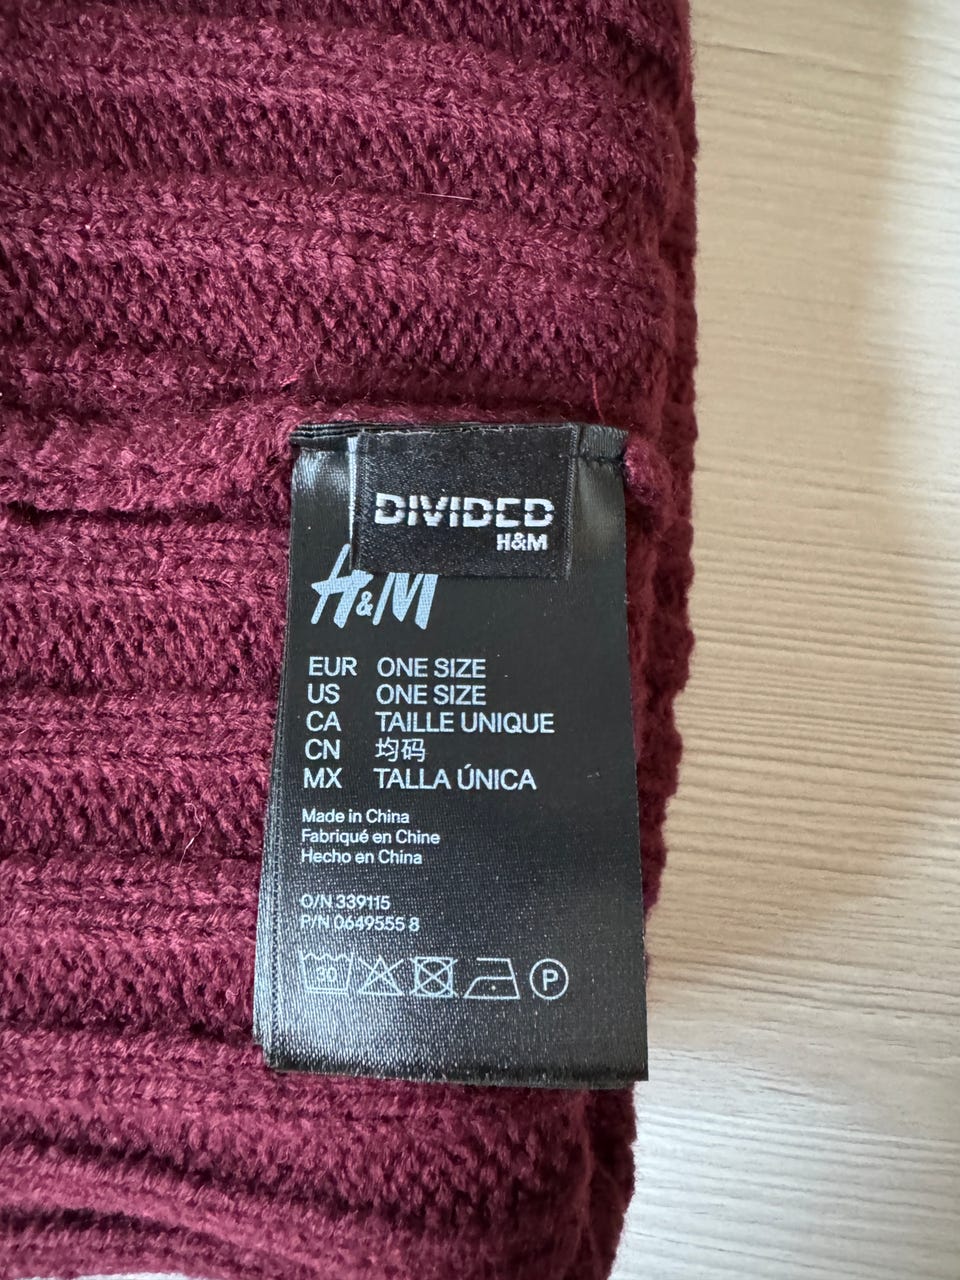 DIVIDED
H&M
H&M
EUR ONE SIZE
US ONE SIZE
CA TAILLE UNIQUE
CN 均码
MX TALLA ÚNICA
Made in China
Fabriqué en Chine
Hecho en China
O/N 339115
P/N 0649555 8
30
P